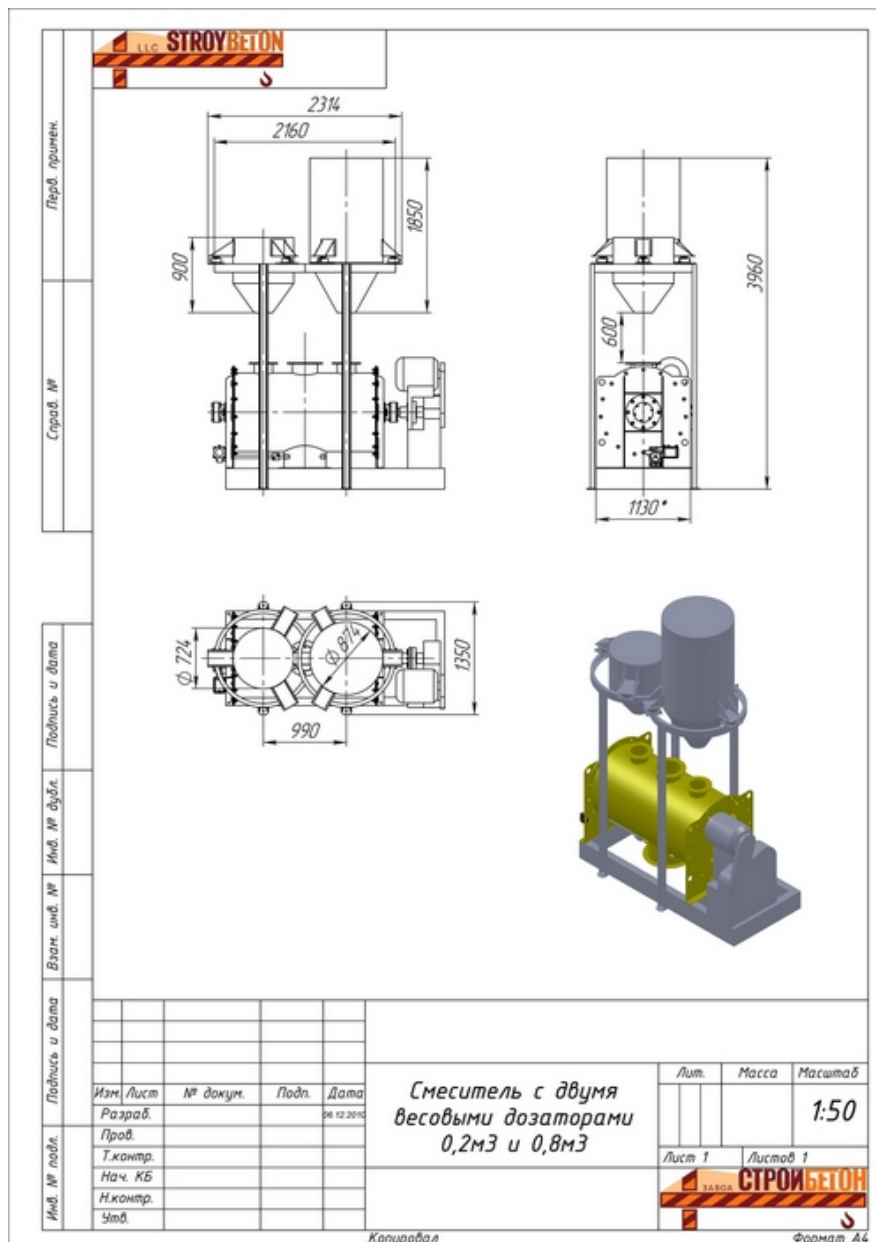 LLC STROYBETON
2314
2160
1850
900
3960
600
1130*
Ø 724
Ø 874
1350
990
Перв. примен.
Справ. №
Подпись и дата
Инв. № дубл.
Взам. инв. №
Подпись и дата
Инв. № подл.
Изм. Лист № докум. Подп. Дата
Разраб. 06.12.2010
Пров.
Т.контр.
Нач. КБ
Н.контр.
Утв.
Смеситель с двумя
весовыми дозаторами
0,2м3 и 0,8м3
Лит. Масса Масштаб
1:50
Лист 1 Листов 1
ЗАВОД СТРОЙБЕТОН
Копировал Формат А4